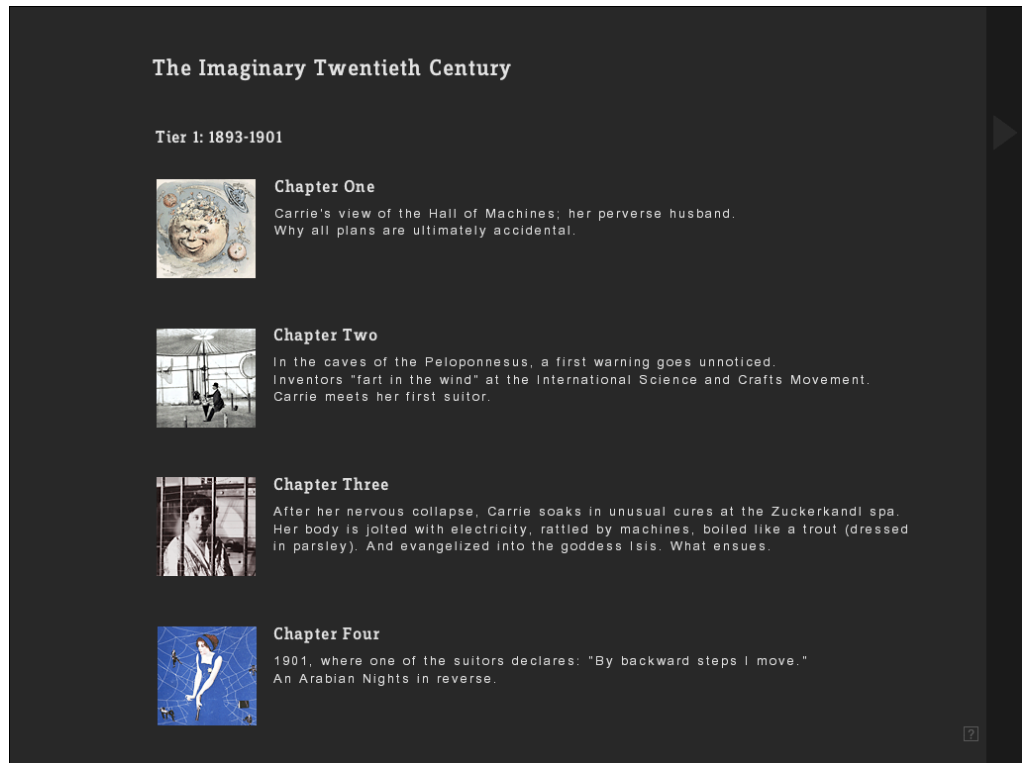 The Imaginary Twentieth Century
Tier 1: 1893-1901
Chapter One
Carrie's view of the Hall of Machines; her perverse husband.
Why all plans are ultimately accidental.
Chapter Two
In the caves of the Peloponnesus, a first warning goes unnoticed.
Inventors "fart in the wind" at the International Science and Crafts Movement.
Carrie meets her first suitor.
Chapter Three
After her nervous collapse, Carrie soaks in unusual cures at the Zuckerkandl spa.
Her body is jolted with electricity, rattled by machines, boiled like a trout (dressed
in parsley). And evangelized into the goddess Isis. What ensues.
Chapter Four
1901, where one of the suitors declares: "By backward steps I move."
An Arabian Nights in reverse.
?